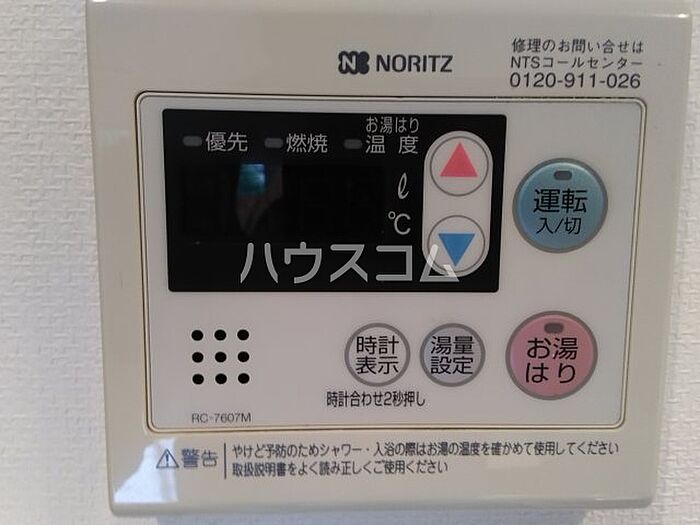 NORITZ
修理のお問い合せは
NTSコールセンター
0120-911-026
優先
燃焼
お湯はり
温度
ℓ
℃
運転
入/切
ハウスコム
時計
表示
湯量
設定
お湯
はり
時計合わせ2秒押し
RC-7607M
警告
やけど予防のためシャワー・入浴の際はお湯の温度を確かめて使用してください
取扱説明書をよく読み正しくご使用ください